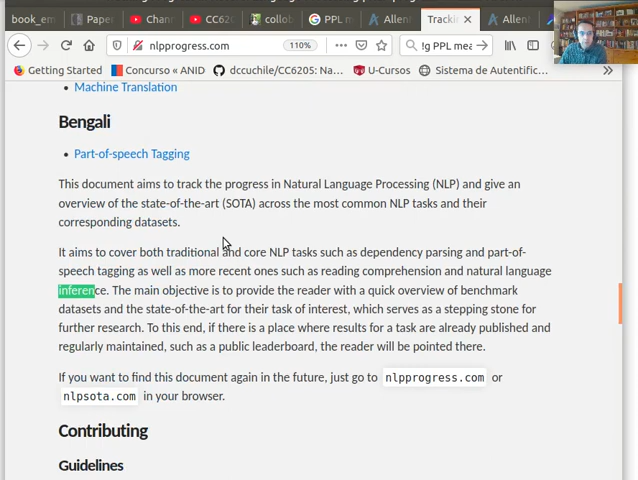 book_em
Paper
Chann
CC62
collob
PPL m
Allenl
Trackin
Allenl
nlpprogress.com
110%
!g PPL mea
Getting Started
Concurso « ANID
dccuchile/CC6205: Na...
U-Cursos
Sistema de Autentific...
Machine Translation
Bengali
Part-of-speech Tagging
This document aims to track the progress in Natural Language Processing (NLP) and give an
overview of the state-of-the-art (SOTA) across the most common NLP tasks and their
corresponding datasets.
It aims to cover both traditional and core NLP tasks such as dependency parsing and part-of-
speech tagging as well as more recent ones such as reading comprehension and natural language
inference. The main objective is to provide the reader with a quick overview of benchmark
datasets and the state-of-the-art for their task of interest, which serves as a stepping stone for
further research. To this end, if there is a place where results for a task are already published and
regularly maintained, such as a public leaderboard, the reader will be pointed there.
If you want to find this document again in the future, just go to nlpprogress.com or
nlpsota.com in your browser.
Contributing
Guidelines